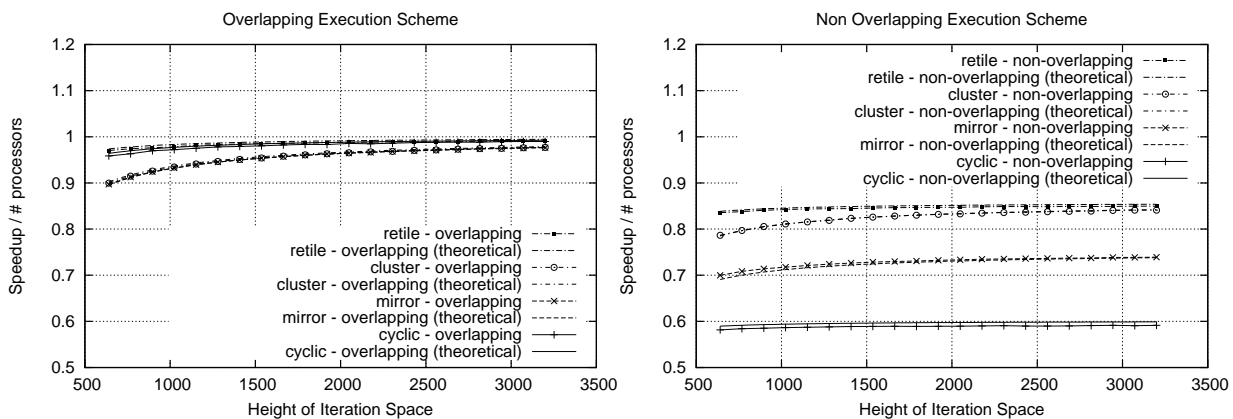 Overlapping Execution Scheme
1.2
1.1
1
0.9
0.8
0.7
0.6
0.5
500
1000
1500
2000
2500
3000
3500
Speedup / # processors
Height of Iteration Space
retile - overlapping
retile - overlapping (theoretical)
cluster - overlapping
cluster - overlapping (theoretical)
mirror - overlapping
mirror - overlapping (theoretical)
cyclic - overlapping
cyclic - overlapping (theoretical)
Non Overlapping Execution Scheme
1.2
1.1
1
0.9
0.8
0.7
0.6
0.5
500
1000
1500
2000
2500
3000
3500
Speedup / # processors
Height of Iteration Space
retile - non-overlapping
retile - non-overlapping (theoretical)
cluster - non-overlapping
cluster - non-overlapping (theoretical)
mirror - non-overlapping
mirror - non-overlapping (theoretical)
cyclic - non-overlapping
cyclic - non-overlapping (theoretical)